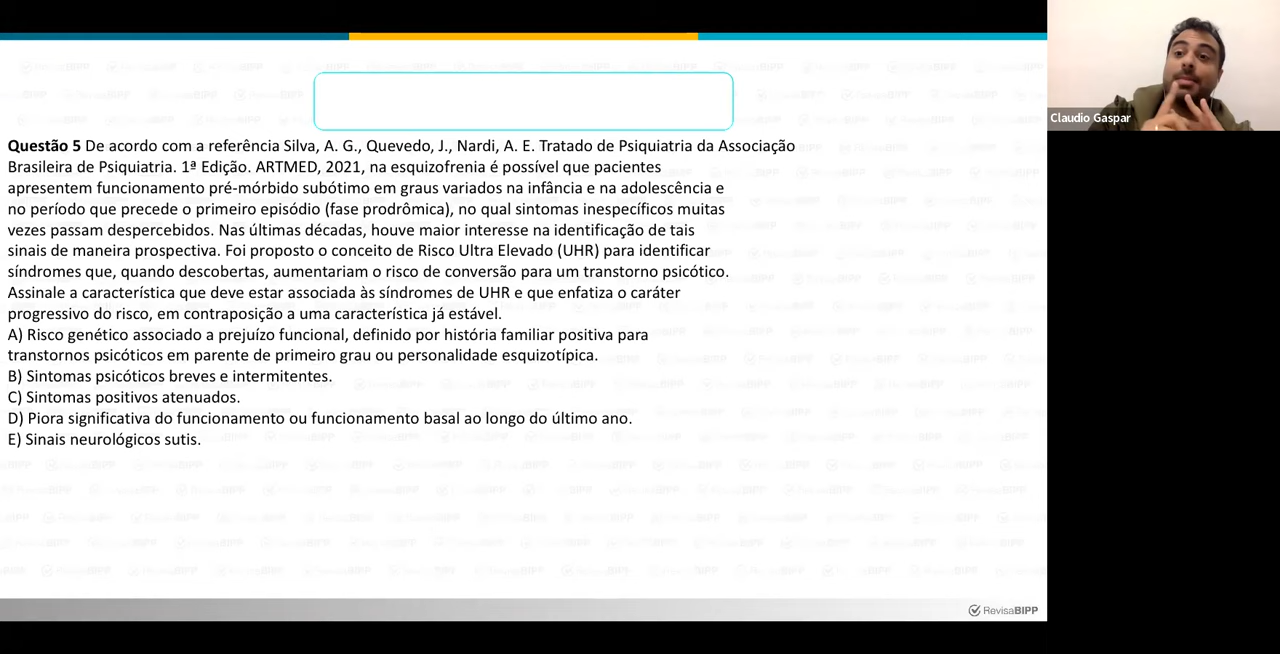 Claudio Gaspar
Questão 5 De acordo com a referência Silva, A. G., Quevedo, J., Nardi, A. E. Tratado de Psiquiatria da Associação
Brasileira de Psiquiatria. 1ª Edição. ARTMED, 2021, na esquizofrenia é possível que pacientes
apresentem funcionamento pré-mórbido subótimo em graus variados na infância e na adolescência e
no período que precede o primeiro episódio (fase prodrômica), no qual sintomas inespecíficos muitas
vezes passam despercebidos. Nas últimas décadas, houve maior interesse na identificação de tais
sinais de maneira prospectiva. Foi proposto o conceito de Risco Ultra Elevado (UHR) para identificar
síndromes que, quando descobertas, aumentariam o risco de conversão para um transtorno psicótico.
Assinale a característica que deve estar associada às síndromes de UHR e que enfatiza o caráter
progressivo do risco, em contraposição a uma característica já estável.
A) Risco genético associado a prejuízo funcional, definido por história familiar positiva para
transtornos psicóticos em parente de primeiro grau ou personalidade esquizotípica.
B) Sintomas psicóticos breves e intermitentes.
C) Sintomas positivos atenuados.
D) Piora significativa do funcionamento ou funcionamento basal ao longo do último ano.
E) Sinais neurológicos sutis.
RevisaBIPP